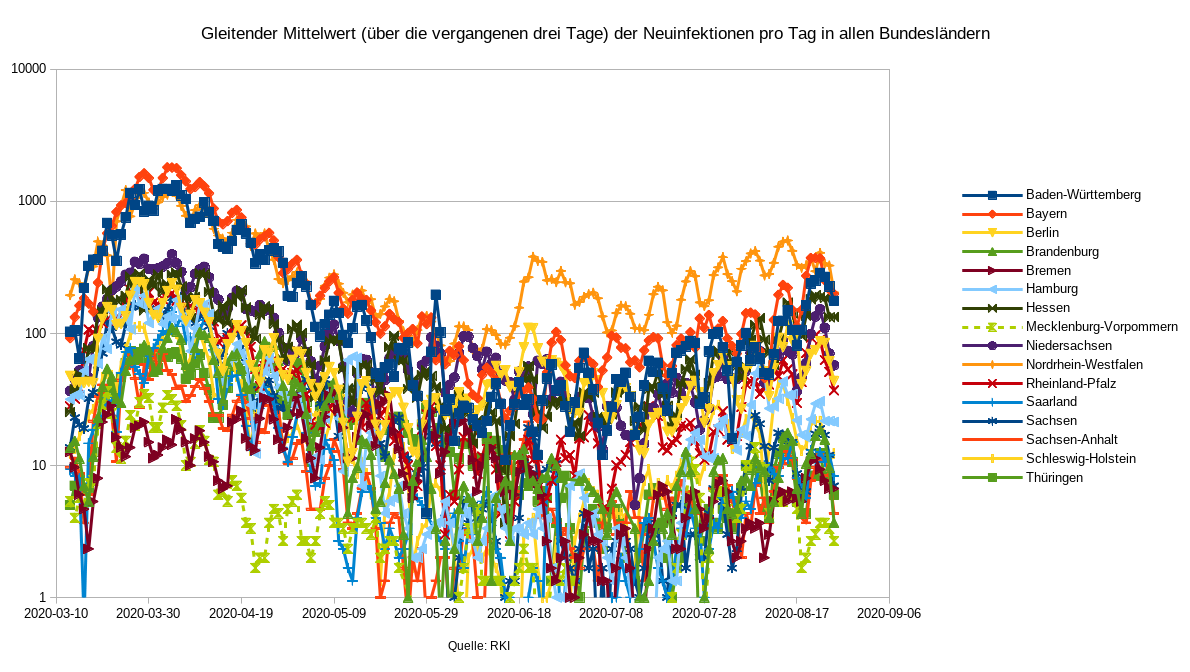 Gleitender Mittelwert (über die vergangenen drei Tage) der Neuinfektionen pro Tag in allen Bundesländern
10000
1000
100
10
1
2020-03-10 2020-03-30 2020-04-19 2020-05-09 2020-05-29 2020-06-18 2020-07-08 2020-07-28 2020-08-17 2020-09-06
Quelle: RKI
Baden-Württemberg
Bayern
Berlin
Brandenburg
Bremen
Hamburg
Hessen
Mecklenburg-Vorpommern
Niedersachsen
Nordrhein-Westfalen
Rheinland-Pfalz
Saarland
Sachsen
Sachsen-Anhalt
Schleswig-Holstein
Thüringen